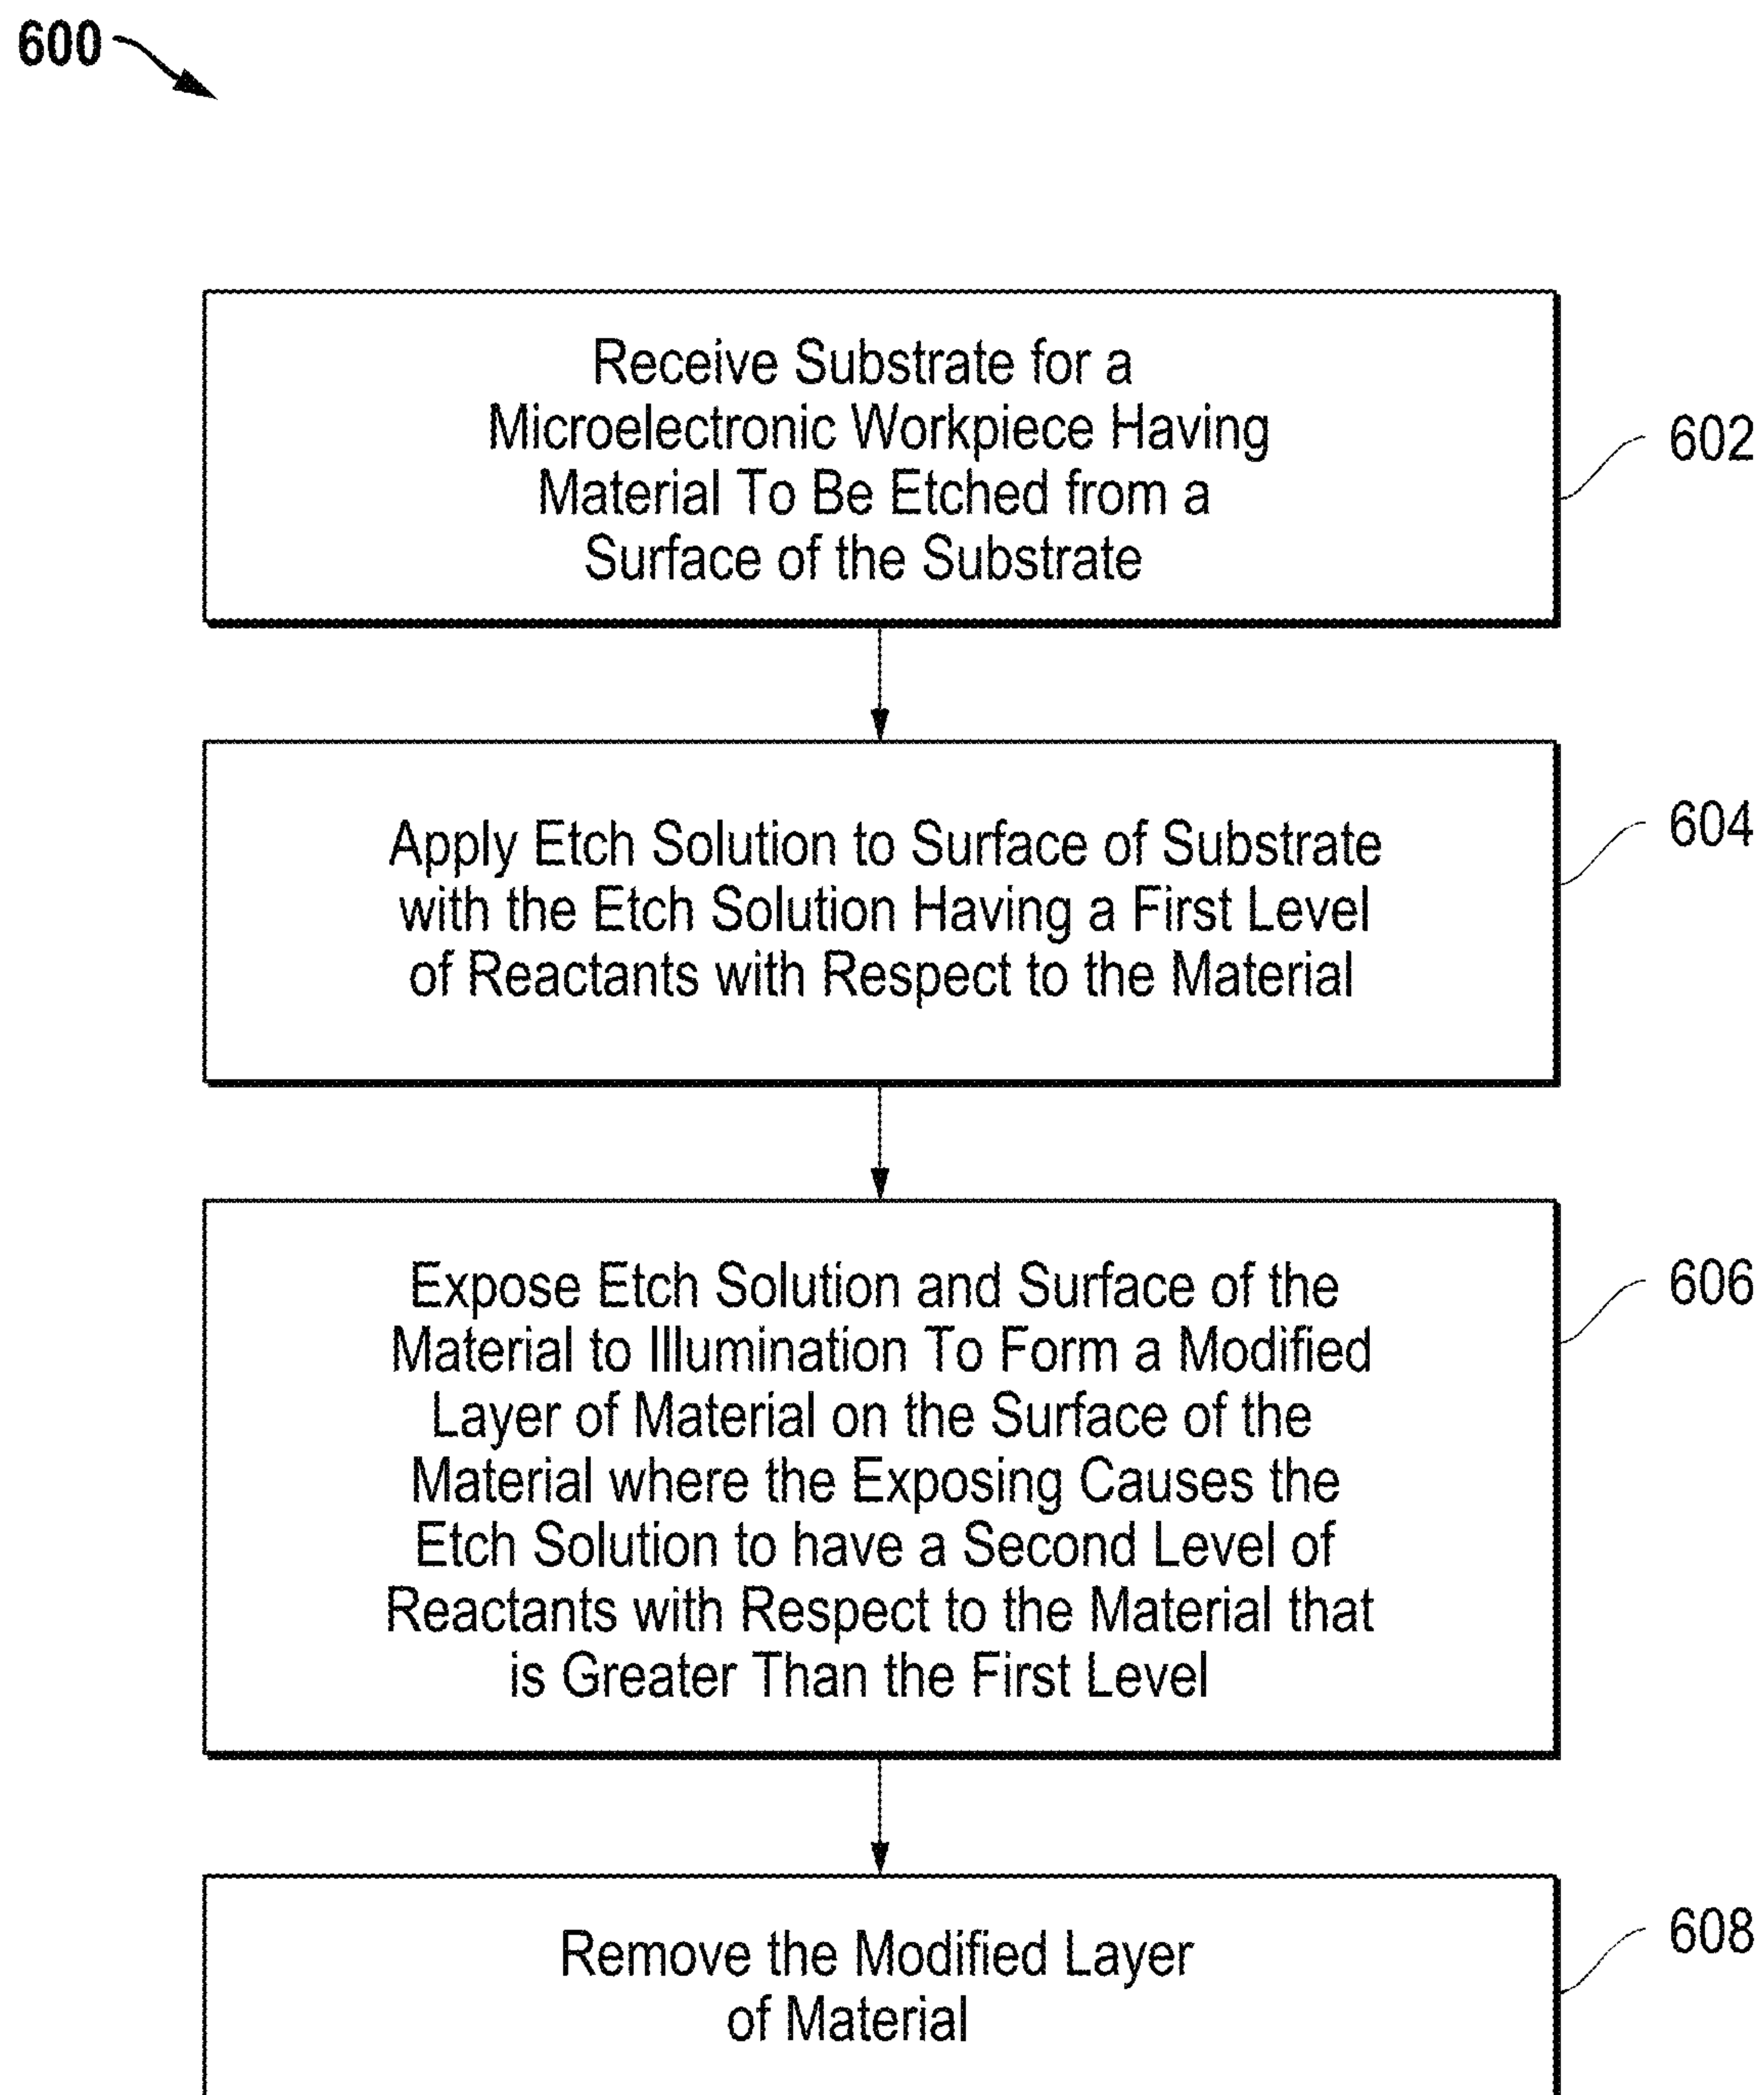 600
Receive Substrate for a
Microelectronic Workpiece Having
Material To Be Etched from a
Surface of the Substrate
602
Apply Etch Solution to Surface of Substrate
with the Etch Solution Having a First Level
of Reactants with Respect to the Material
604
Expose Etch Solution and Surface of the
Material to Illumination To Form a Modified
Layer of Material on the Surface of the
Material where the Exposing Causes the
Etch Solution to have a Second Level of
Reactants with Respect to the Material that
is Greater Than the First Level
606
Remove the Modified Layer
of Material
608